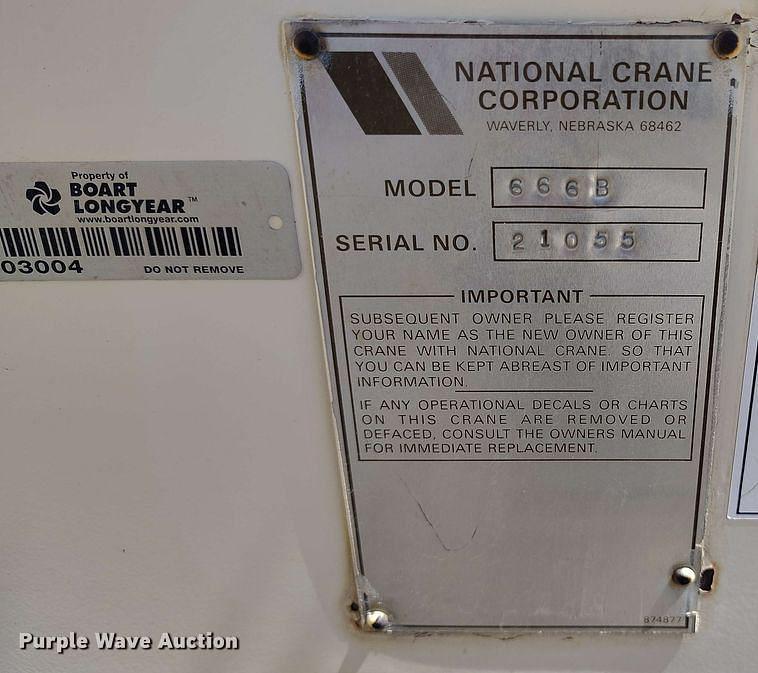 NATIONAL CRANE
CORPORATION
WAVERLY, NEBRASKA 68462
MODEL 666B
SERIAL NO. 21055
IMPORTANT
SUBSEQUENT OWNER PLEASE REGISTER
YOUR NAME AS THE NEW OWNER OF THIS
CRANE WITH NATIONAL CRANE. SO THAT
YOU CAN BE KEPT ABREAST OF IMPORTANT
INFORMATION.
IF ANY OPERATIONAL DECALS OR CHARTS
ON THIS CRANE ARE REMOVED OR
DEFACED, CONSULT THE OWNERS MANUAL
FOR IMMEDIATE REPLACEMENT.
874877
Property of
BOART
LONGYEAR™
www.boartlongyear.com
03004
DO NOT REMOVE
Purple Wave Auction